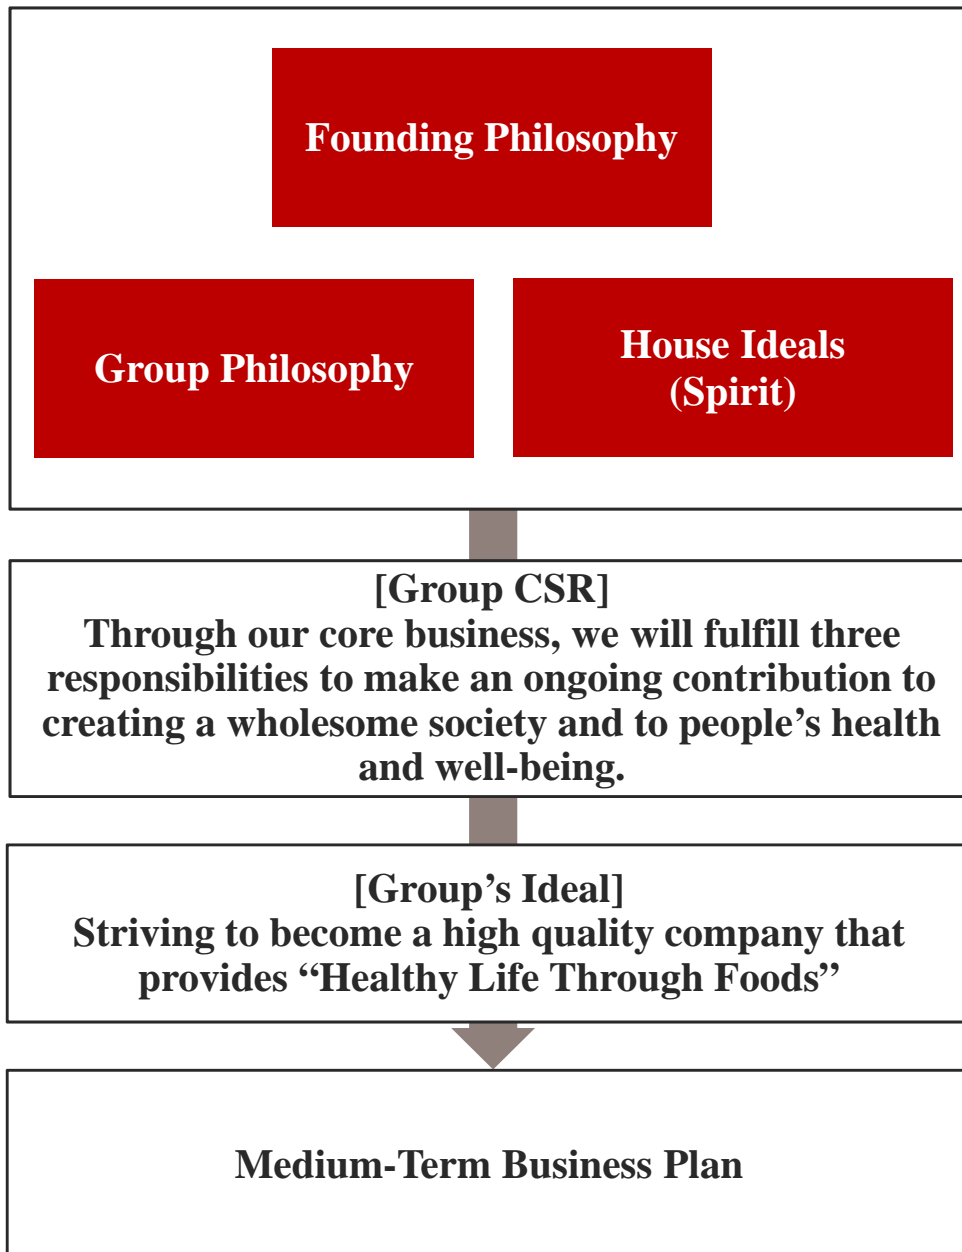 Founding Philosophy
Group Philosophy
House Ideals
(Spirit)
[Group CSR]
Through our core business, we will fulfill three
responsibilities to make an ongoing contribution to
creating a wholesome society and to people’s health
and well-being.
[Group’s Ideal]
Striving to become a high quality company that
provides “Healthy Life Through Foods”
Medium-Term Business Plan